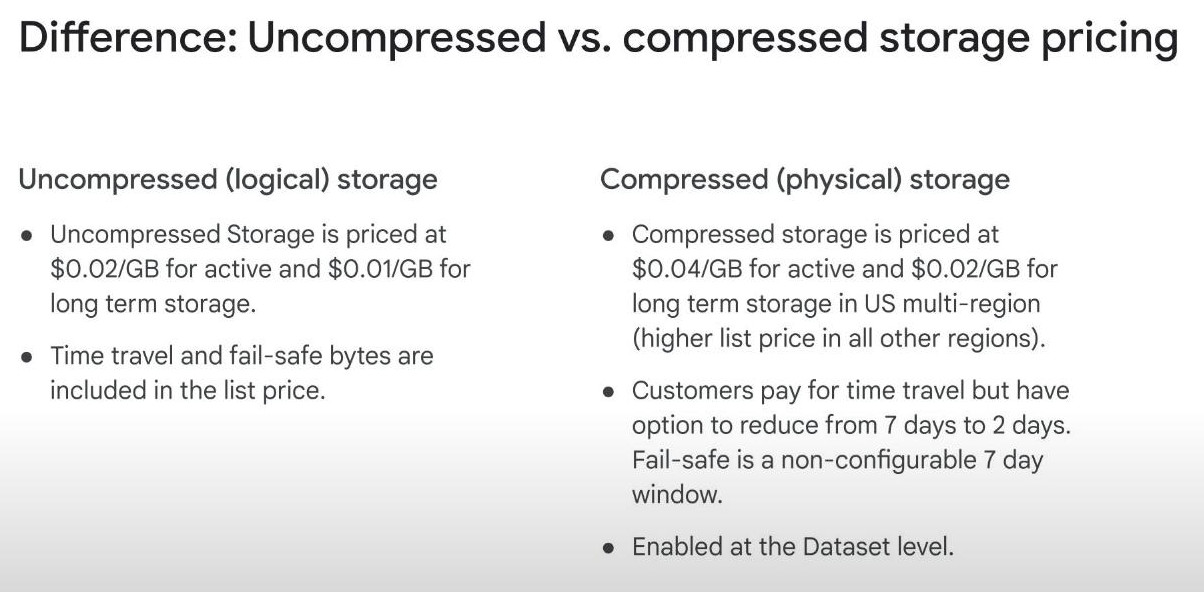 Difference: Uncompressed vs. compressed storage pricing
Uncompressed (logical) storage
● Uncompressed Storage is priced at
$0.02/GB for active and $0.01/GB for
long term storage.
● Time travel and fail-safe bytes are
included in the list price.
Compressed (physical) storage
● Compressed storage is priced at
$0.04/GB for active and $0.02/GB for
long term storage in US multi-region
(higher list price in all other regions).
● Customers pay for time travel but have
option to reduce from 7 days to 2 days.
Fail-safe is a non-configurable 7 day
window.
● Enabled at the Dataset level.